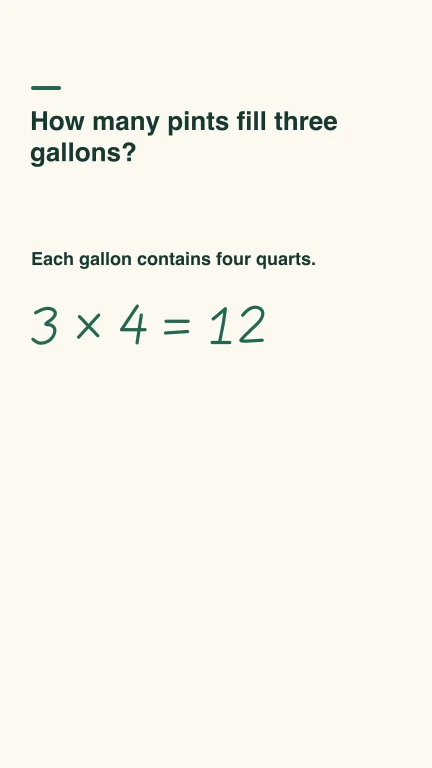 How many pints fill three
gallons?
Each gallon contains four quarts.
3 × 4 = 12